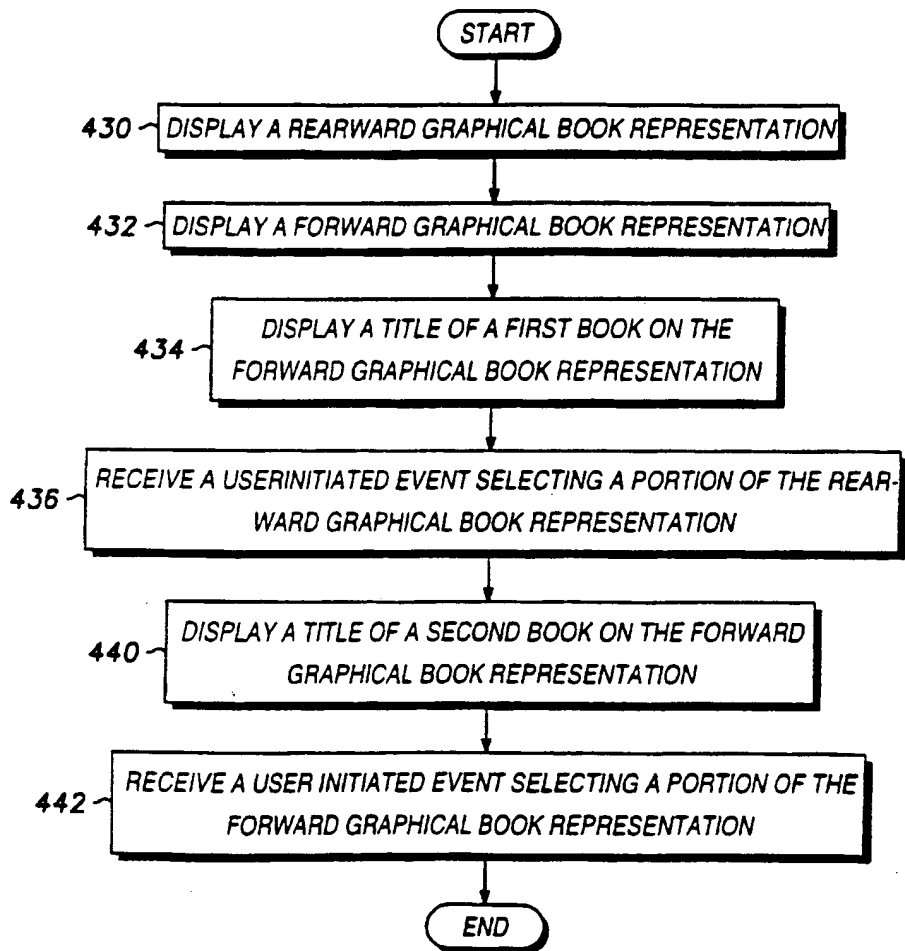 START
430 DISPLAY A REARWARD GRAPHICAL BOOK REPRESENTATION
432 DISPLAY A FORWARD GRAPHICAL BOOK REPRESENTATION
DISPLAY A TITLE OF A FIRST BOOK ON THE
434
FORWARD GRAPHICAL BOOK REPRESENTATION
RECEIVE A USERINITIATED EVENT SELECTING A PORTION OF THE REAR-
436
WARD GRAPHICAL BOOK REPRESENTATION
DISPLAY A TITLE OF A SECOND BOOK ON THE FORWARD
440
GRAPHICAL BOOK REPRESENTATION
RECEIVE A USER INITIATED EVENT SELECTING A PORTION OF THE
442
FORWARD GRAPHICAL BOOK REPRESENTATION
END